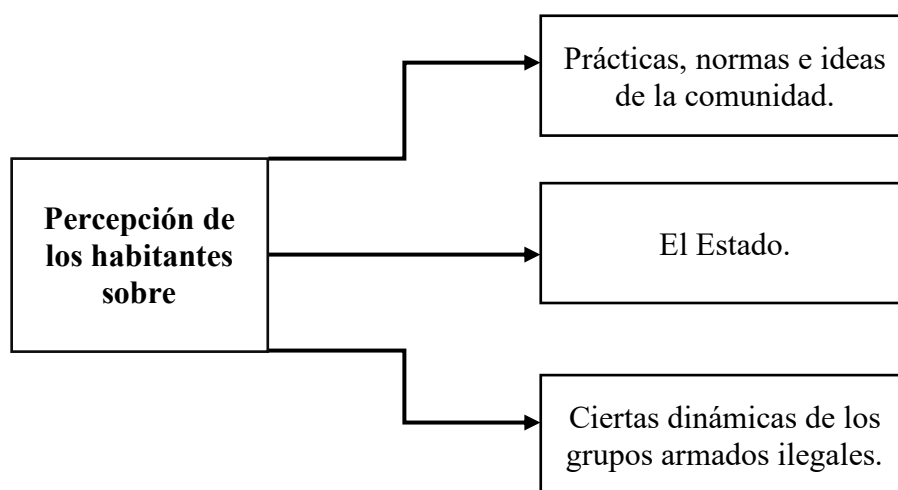 Prácticas, normas e ideas
de la comunidad.
Percepción de
los habitantes
sobre
El Estado.
Ciertas dinámicas de los
grupos armados ilegales.